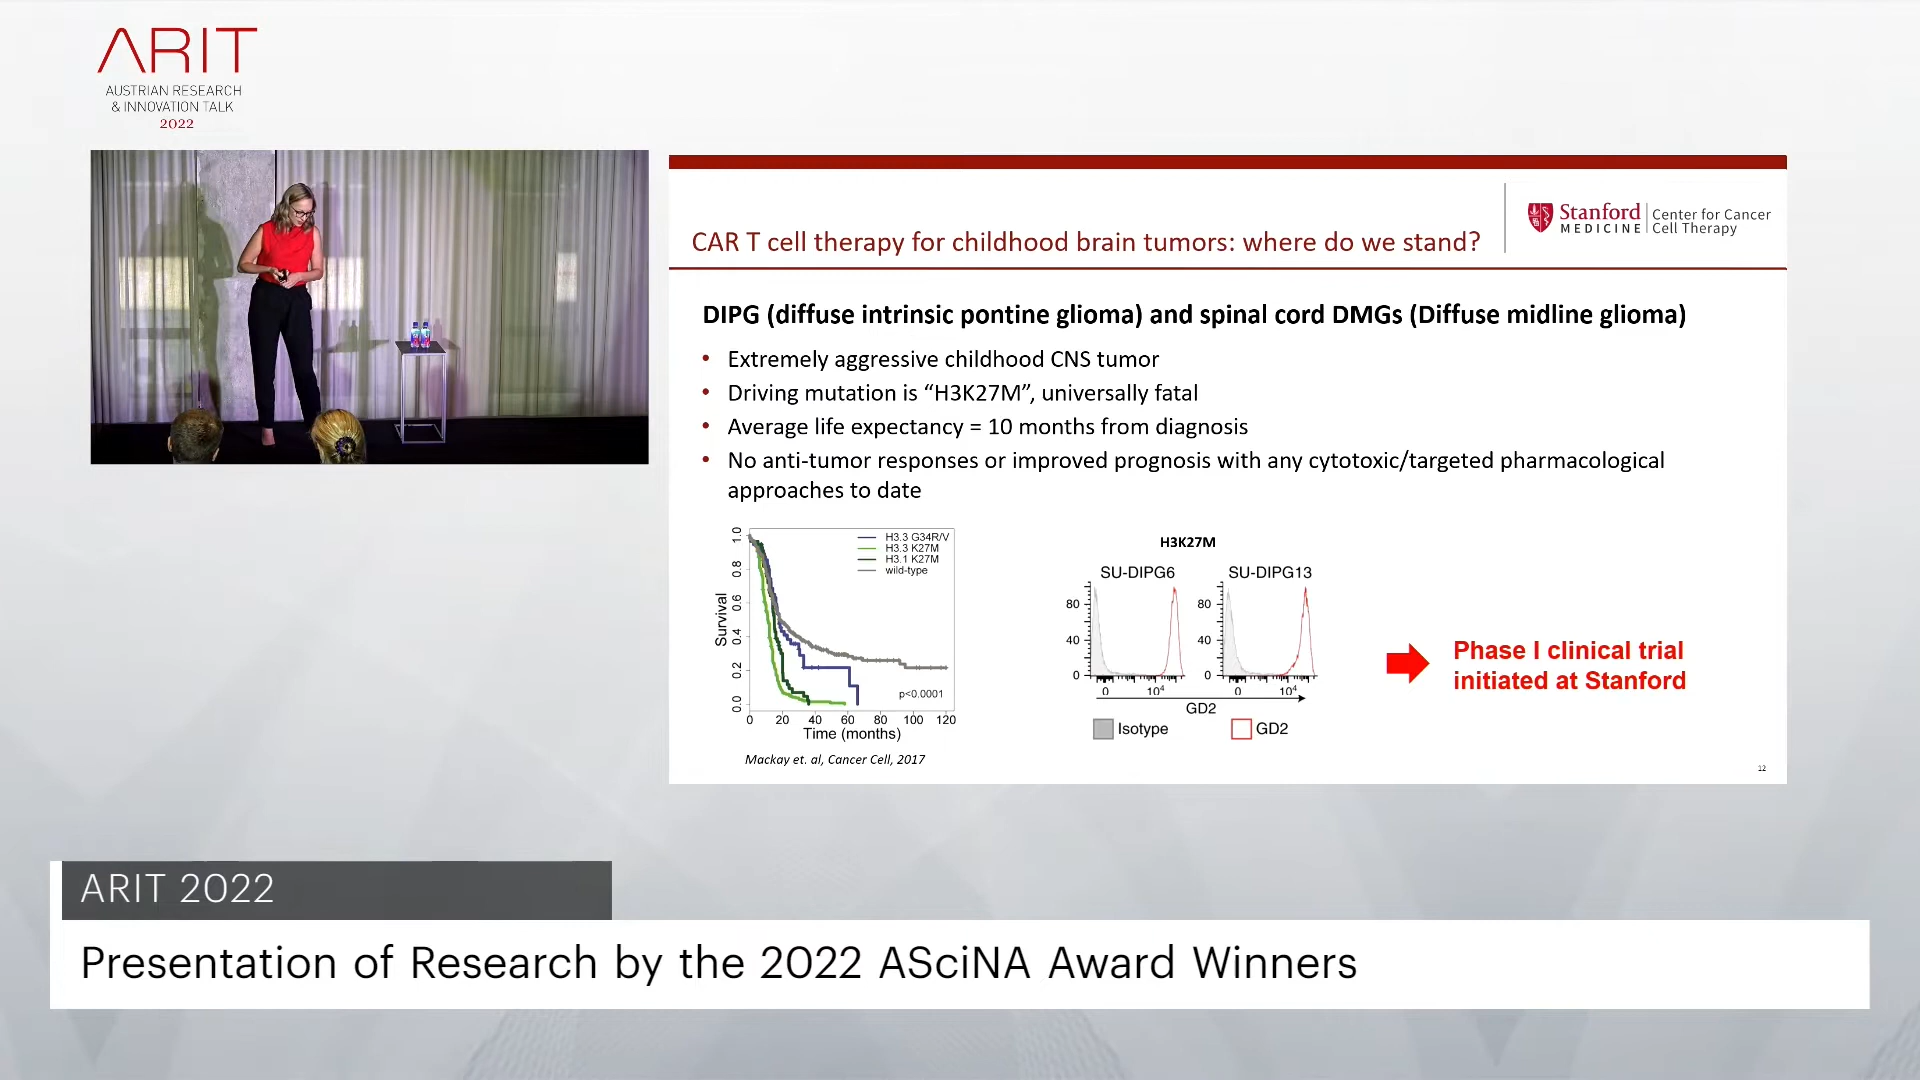 ARIT
AUSTRIAN RESEARCH
& INNOVATION TALK
2022
CAR T cell therapy for childhood brain tumors: where do we stand?
Stanford
MEDICINE
Center for Cancer
Cell Therapy
DIPG (diffuse intrinsic pontine glioma) and spinal cord DMGs (Diffuse midline glioma)
• Extremely aggressive childhood CNS tumor
• Driving mutation is “H3K27M”, universally fatal
• Average life expectancy = 10 months from diagnosis
• No anti-tumor responses or improved prognosis with any cytotoxic/targeted pharmacological
approaches to date
Survival
1.0
0.8
0.6
0.4
0.2
0.0
H3.3 G34R/V
H3.3 K27M
H3.1 K27M
wild-type
p<0.0001
0 20 40 60 80 100 120
Time (months)
Mackay et. al, Cancer Cell, 2017
H3K27M
SU-DIPG6
80
40
0
0 10⁴
SU-DIPG13
80
40
0
0 10⁴
GD2
Isotype
GD2
Phase I clinical trial
initiated at Stanford
12
ARIT 2022
Presentation of Research by the 2022 ASciNA Award Winners